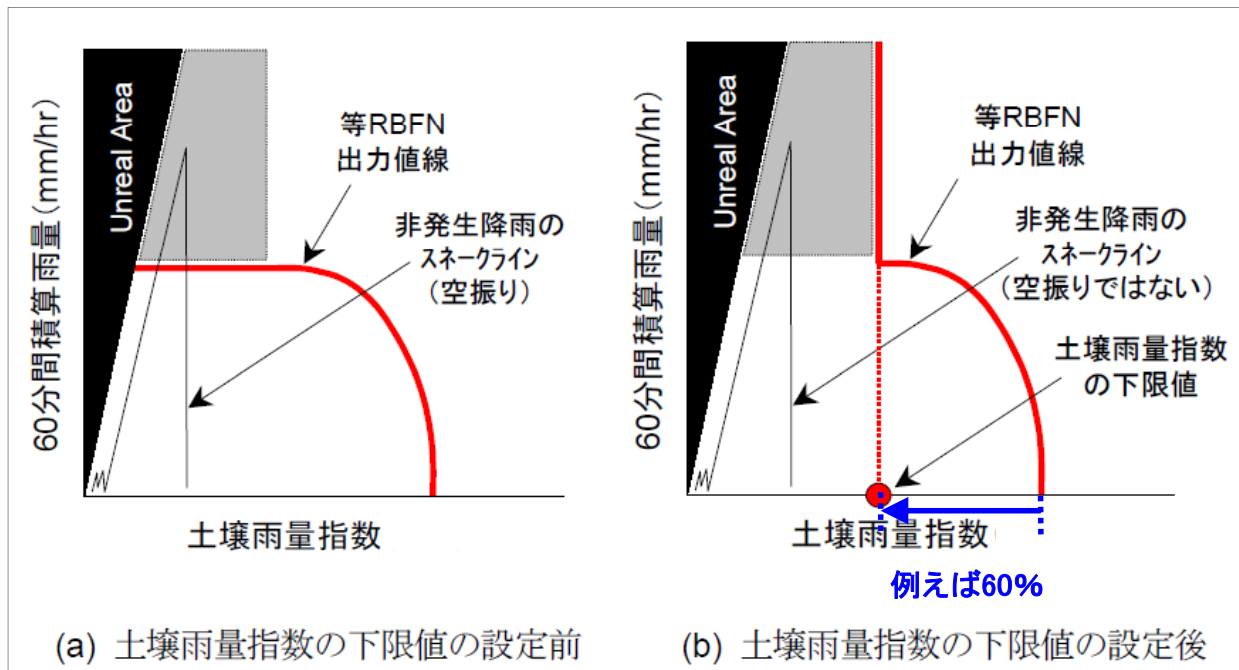 Unreal Area
60分間積算雨量(mm/hr)
等RBFN
出力値線
非発生降雨の
スネークライン
(空振り)
土壌雨量指数
(a) 土壌雨量指数の下限値の設定前
Unreal Area
60分間積算雨量(mm/hr)
等RBFN
出力値線
非発生降雨の
スネークライン
(空振りではない)
土壌雨量指数
の下限値
土壌雨量指数
例えば60%
(b) 土壌雨量指数の下限値の設定後